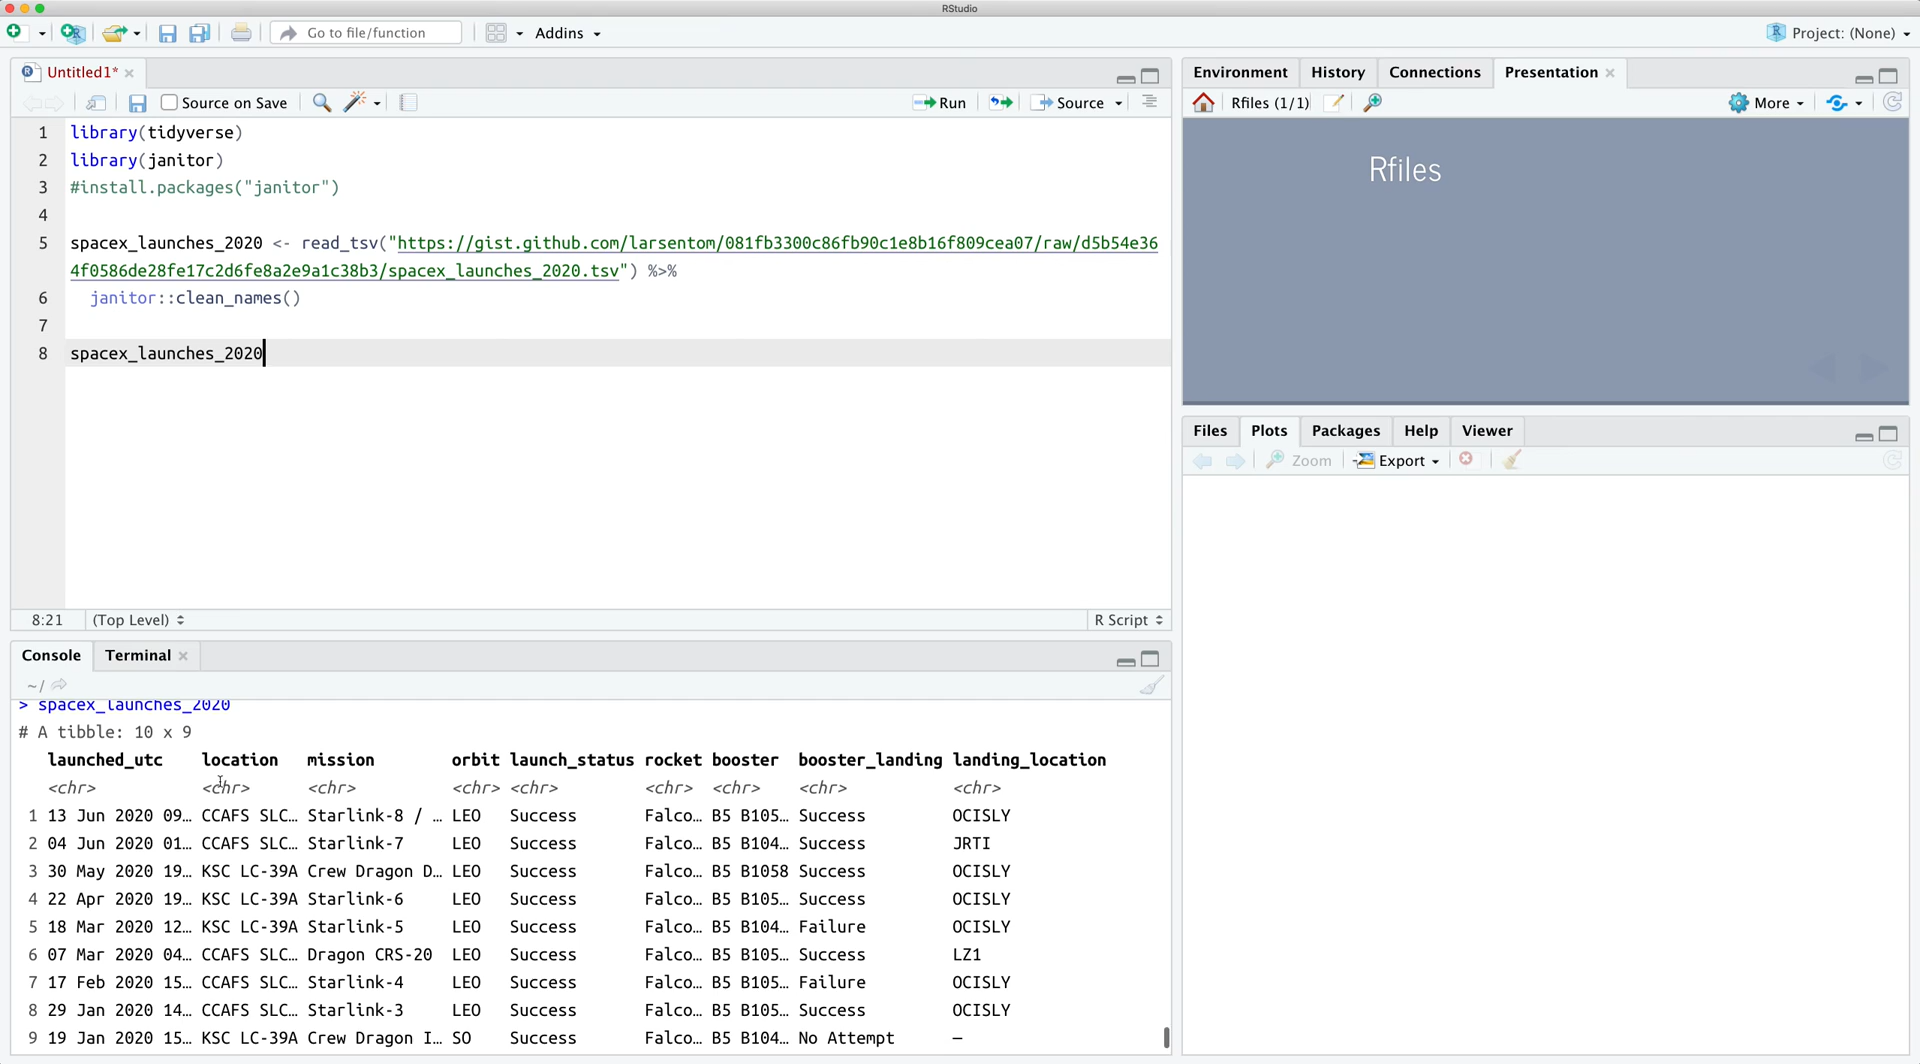 RStudio
Go to file/function
Addins
Project: (None)
Untitled1*
Source on Save
Run
Source
1 library(tidyverse)
2 library(janitor)
3 #install.packages("janitor")
4
5 spacex_launches_2020 <- read_tsv("https://gist.github.com/larsentom/081fb3300c86fb90c1e8b16f809cea07/raw/d5b54e36
4f0586de28fe17c2d6fe8a2e9a1c38b3/spacex_launches_2020.tsv") %>%
6 janitor::clean_names()
7
8 spacex_launches_2020
8:21 (Top Level) R Script
Console Terminal
~/
> spacex_launches_2020
# A tibble: 10 x 9
launched_utc location mission orbit launch_status rocket booster booster_landing landing_location
<chr> <chr> <chr> <chr> <chr> <chr> <chr> <chr> <chr>
1 13 Jun 2020 09… CCAFS SLC… Starlink-8 / … LEO Success Falco… B5 B105… Success OCISLY
2 04 Jun 2020 01… CCAFS SLC… Starlink-7 LEO Success Falco… B5 B104… Success JRTI
3 30 May 2020 19… KSC LC-39A Crew Dragon D… LEO Success Falco… B5 B1058 Success OCISLY
4 22 Apr 2020 19… KSC LC-39A Starlink-6 LEO Success Falco… B5 B105… Success OCISLY
5 18 Mar 2020 12… KSC LC-39A Starlink-5 LEO Success Falco… B5 B104… Failure OCISLY
6 07 Mar 2020 04… CCAFS SLC… Dragon CRS-20 LEO Success Falco… B5 B105… Success LZ1
7 17 Feb 2020 15… CCAFS SLC… Starlink-4 LEO Success Falco… B5 B105… Failure OCISLY
8 29 Jan 2020 14… CCAFS SLC… Starlink-3 LEO Success Falco… B5 B105… Success OCISLY
9 19 Jan 2020 15… KSC LC-39A Crew Dragon I… SO Success Falco… B5 B104… No Attempt —
Environment History Connections Presentation
Rfiles (1/1) More
Rfiles
Files Plots Packages Help Viewer
Zoom Export